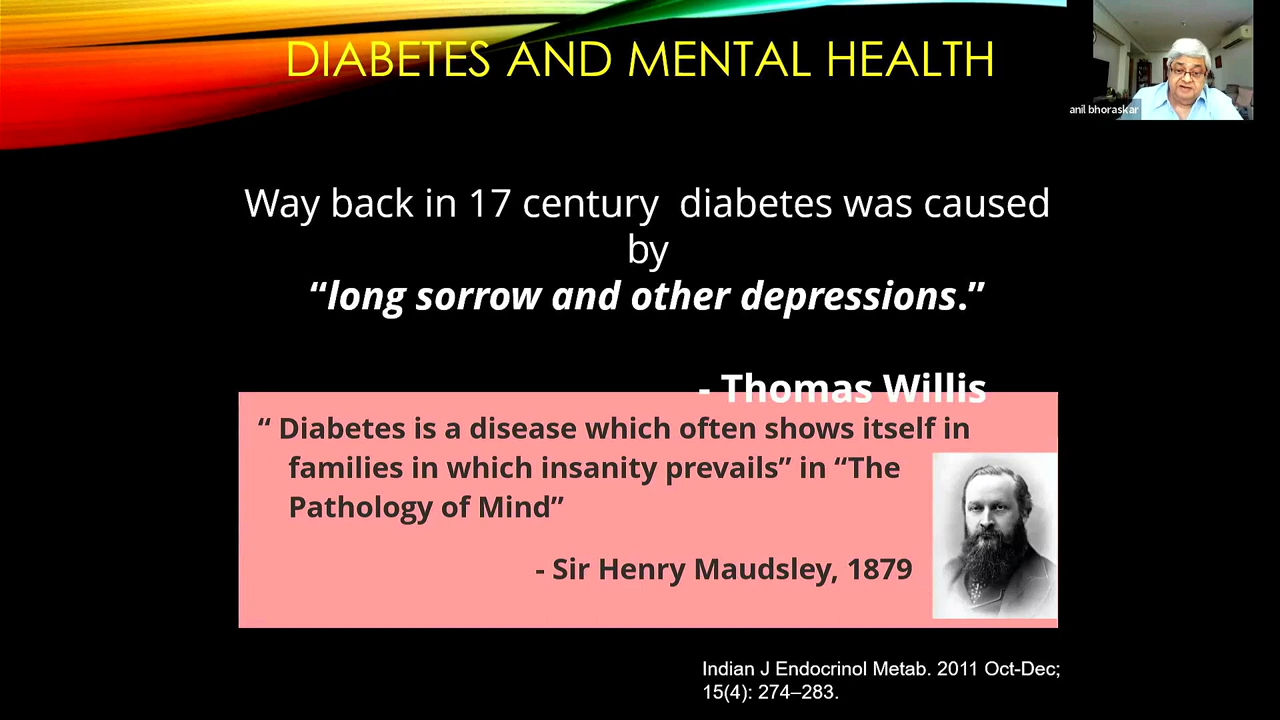 DIABETES AND MENTAL HEALTH
anil bhoraskar
Way back in 17 century  diabetes was caused
by
“long sorrow and other depressions.”
- Thomas Willis
“ Diabetes is a disease which often shows itself in
families in which insanity prevails” in “The
Pathology of Mind”
- Sir Henry Maudsley, 1879
Indian J Endocrinol Metab. 2011 Oct-Dec;
15(4): 274–283.